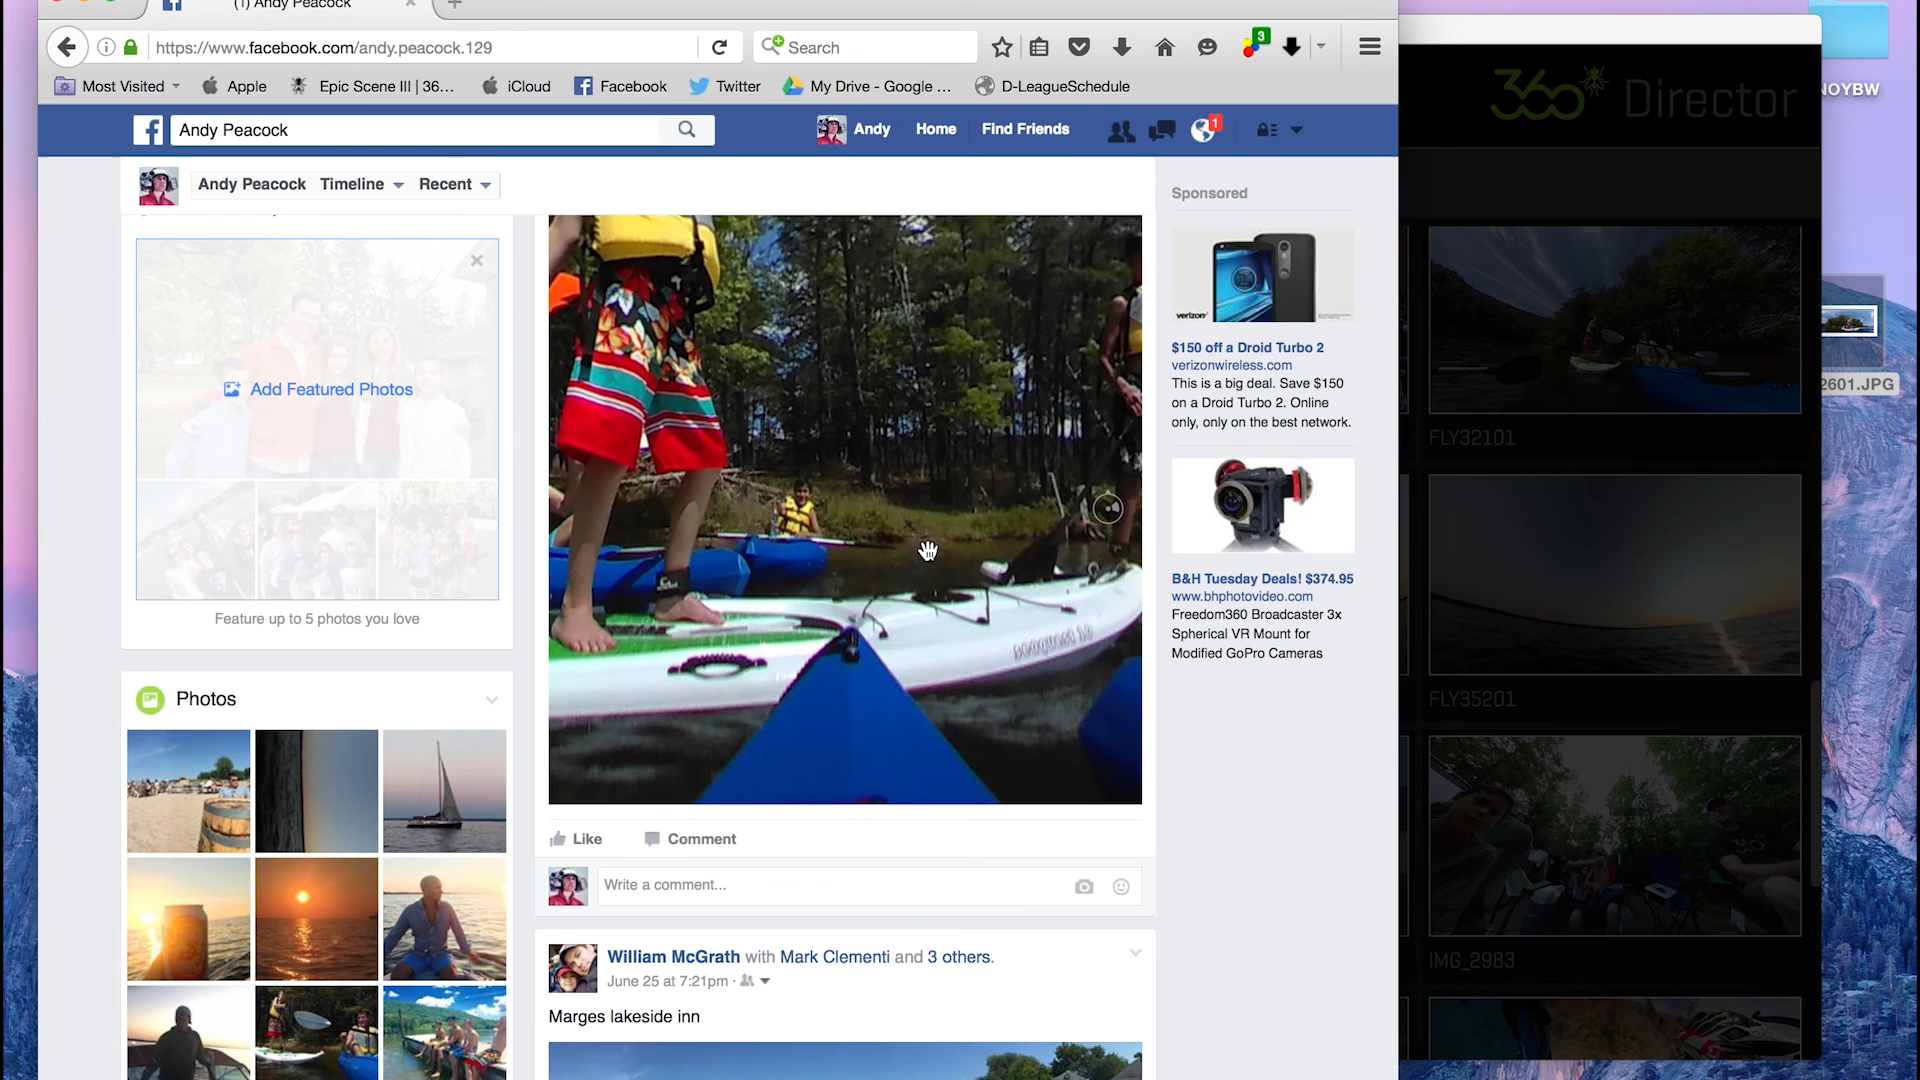 (1) Andy Peacock
https://www.facebook.com/andy.peacock.129
Search
3
Most Visited
Apple
Epic Scene III | 36...
iCloud
Facebook
Twitter
My Drive - Google ...
D-LeagueSchedule
Andy Peacock
Andy
Home
Find Friends
1
Andy Peacock
Timeline
Recent
Add Featured Photos
Feature up to 5 photos you love
Photos
Like
Comment
Write a comment...
William McGrath with Mark Clementi and 3 others.
June 25 at 7:21pm ·
Marges lakeside inn
Sponsored
verizon
$150 off a Droid Turbo 2
verizonwireless.com
This is a big deal. Save $150
on a Droid Turbo 2. Online
only, only on the best network.
B&H Tuesday Deals! $374.95
www.bhphotovideo.com
Freedom360 Broadcaster 3x
Spherical VR Mount for
Modified GoPro Cameras
360 Director
FLY32101
FLY35201
IMG_2983
NOYBW
2601.JPG